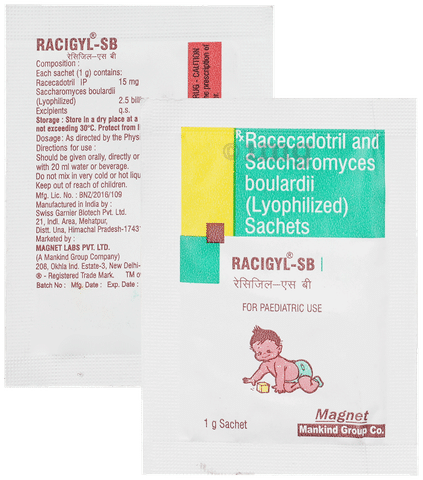 RACIGYL®-SB
रेसिजिल-एस बी
Composition :
Each sachet (1 g) contains:
Racecadotril IP 15 mg
Saccharomyces boulardii
(Lyophilized) 2.5
Excipients q.s.
Storage : Store in a dry place at a
not exceeding 30°C. Protect from
Dosage: As directed by the
Directions for use :
Should be given orally, directly or
with 20 ml water or beverage.
Do not mix in very cold or hot
Keep out of reach of children.
Mfg. Lic. No. : BNZ/2016/109
Manufactured in India by :
Swiss Garnier Biotech Pvt. Ltd.
21, Indl. Area, Mehatpur,
Distt. Una, Himachal Pradesh-1743
Marketed by :
MAGNET LABS PVT. LTD.
(A Mankind Group Company)
208, Okhla Ind. Estate-3, New Delhi-
® - Registered Trade Mark. TM
Batch No : Mfg. Date : Exp. Date :
DRUG - CAUTION
the prescription of
Rx Racecadotril and
Saccharomyces
boulardii
(Lyophilized)
Sachets
RACIGYL®-SB
रेसिजिल-एस बी
FOR PAEDIATRIC USE
1 g Sachet
Magnet
Mankind Group Co.